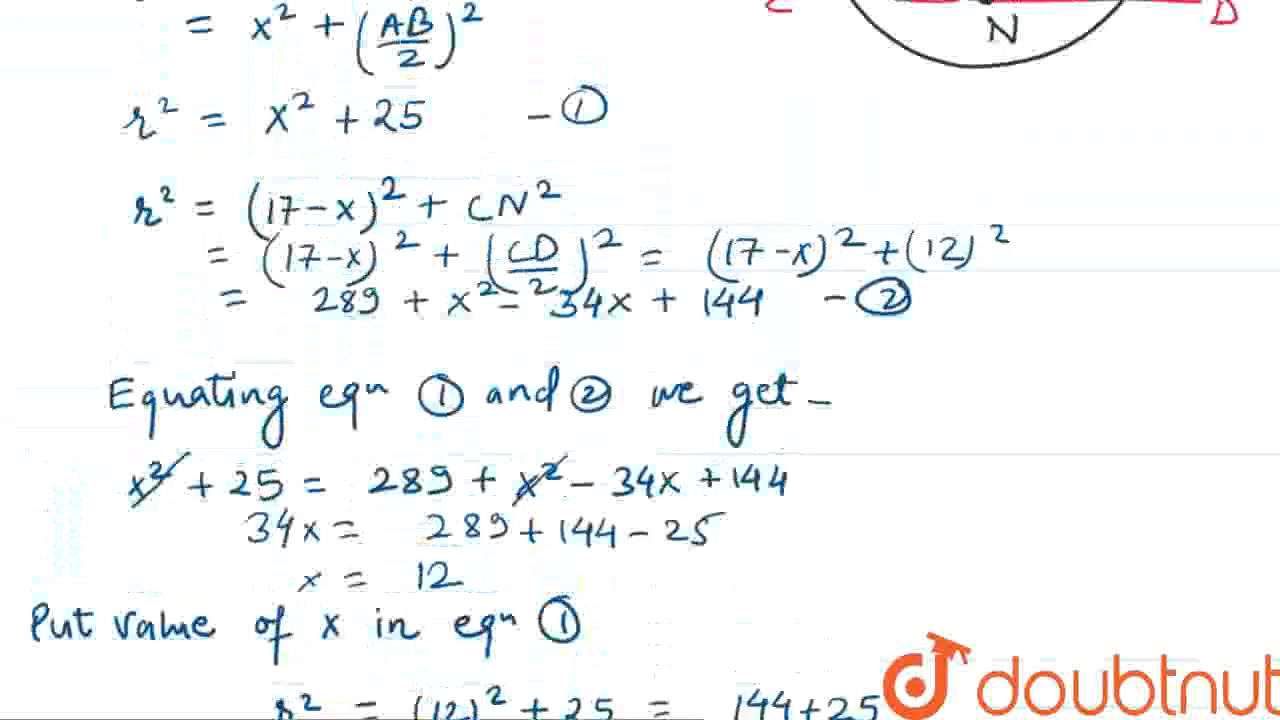 C D
N
= x² + (AB/2)²
r² = x² + 25 - ①
r² = (17-x)² + CN²
= (17-x)² + (CD/2)² = (17-x)² + (12)²
= 289 + x² - 34x + 144 - ②
Equating eqn ① and ② we get -
x² + 25 = 289 + x² - 34x + 144
34x = 289 + 144 - 25
x = 12
Put value of x in eqn ①
r² = (12)² + 25 = 144 + 25
doubtnut